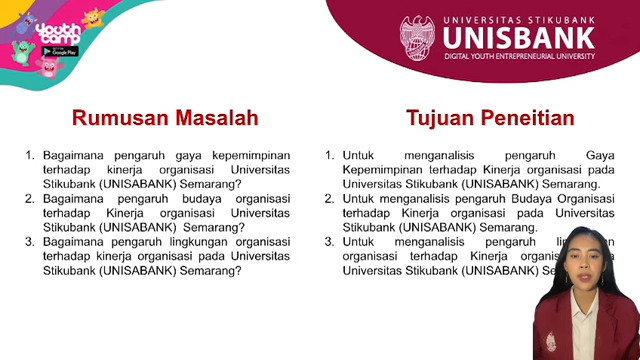 youth camp
Google Play
UNIVERSITAS STIKUBANK
UNISBANK
DIGITAL YOUTH ENTREPRENEURIAL UNIVERSITY
Rumusan Masalah
1. Bagaimana pengaruh gaya kepemimpinan
terhadap kinerja organisasi Universitas
Stikubank (UNISABANK) Semarang?
2. Bagaimana pengaruh budaya organisasi
terhadap Kinerja organisasi Universitas
Stikubank (UNISABANK) Semarang?
3. Bagaimana pengaruh lingkungan organisasi
terhadap kinerja organisasi pada Universitas
Stikubank (UNISABANK) Semarang?
Tujuan Peneitian
1. Untuk menganalisis pengaruh Gaya
Kepemimpinan terhadap Kinerja organisasi pada
Universitas Stikubank (UNISABANK) Semarang.
2. Untuk menganalisis pengaruh Budaya Organisasi
terhadap Kinerja organisasi pada Universitas
Stikubank (UNISABANK) Semarang.
3. Untuk menganalisis pengaruh
organisasi terhadap Kinerja
Universitas Stikubank (UNISABANK)